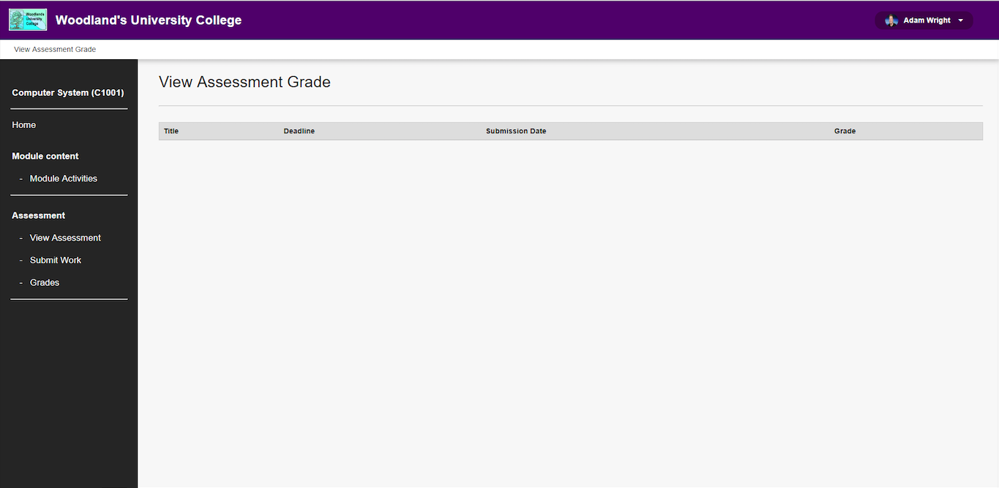 Woodlands
University
College
Woodland's University College
Adam Wright
View Assessment Grade
Computer System (C1001)
Home
Module content
- Module Activities
Assessment
- View Assessment
- Submit Work
- Grades
View Assessment Grade
Title Deadline Submission Date Grade